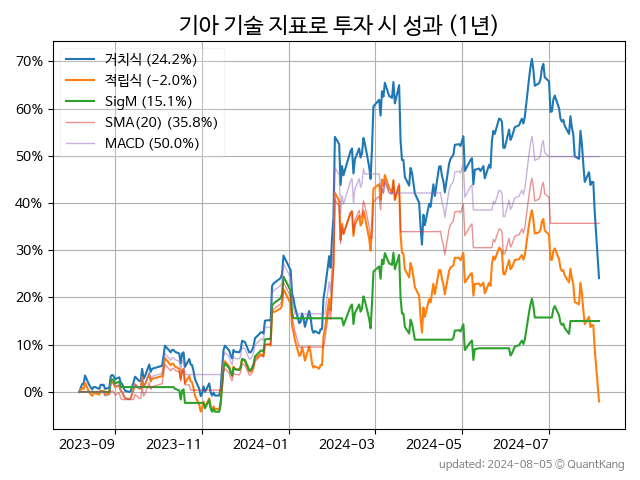 기아 기술 지표로 투자 시 성과 (1년)
거치식 (24.2%)
적립식 (-2.0%)
SigM (15.1%)
SMA(20) (35.8%)
MACD (50.0%)
70%
60%
50%
40%
30%
20%
10%
0%
2023-09 2023-11 2024-01 2024-03 2024-05 2024-07
updated: 2024-08-05 © QuantKang